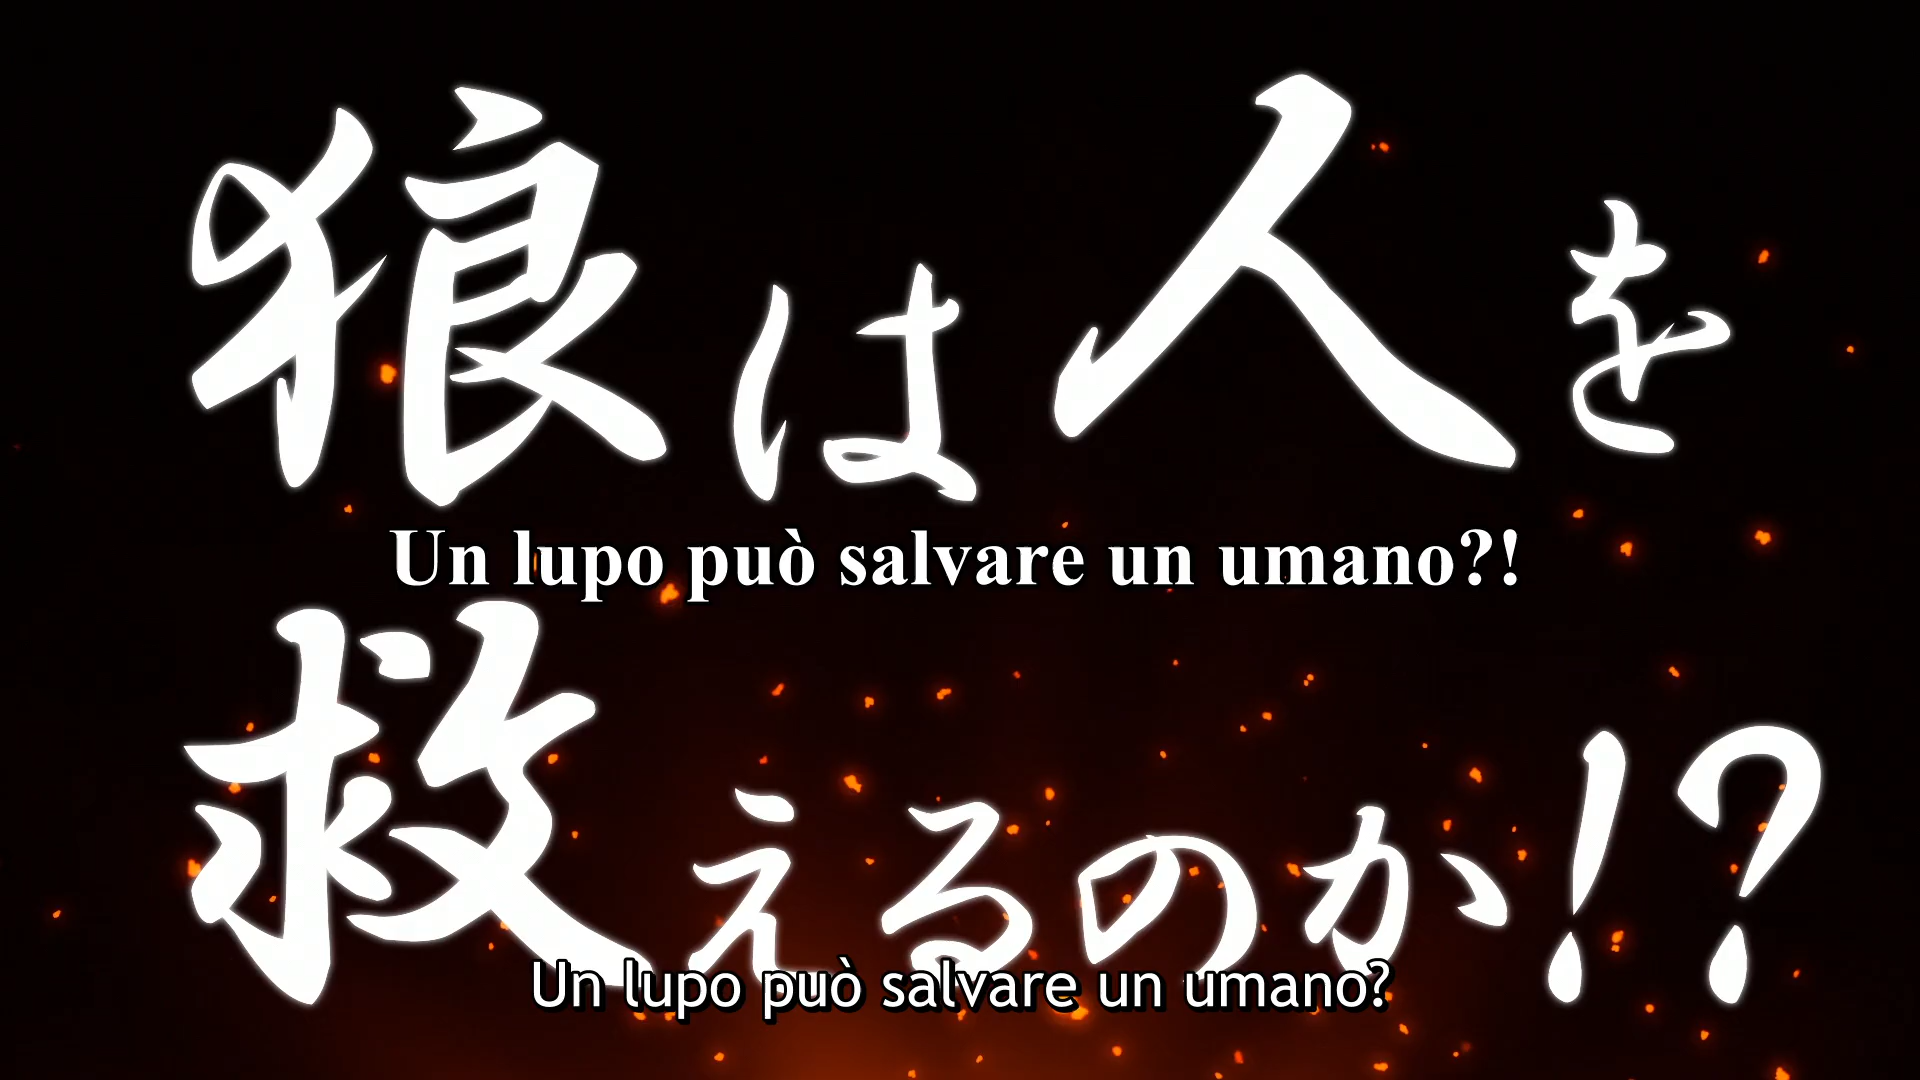 狼は人を
Un lupo può salvare un umano?!
救えるのか!?
Un lupo può salvare un umano?